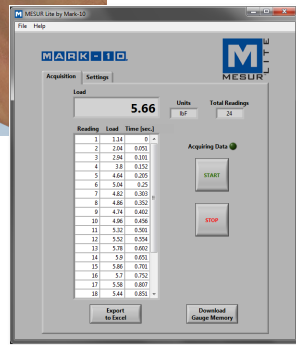 MESUR Lite by Mark-10
File Help
MARK-10
M
MESUR
LITE
Acquisition Settings
Load
5.66
Units
lbF
Total Readings
24
Reading Load Time (sec.)
1 1.14 0
2 2.04 0.051
3 2.94 0.101
4 3.8 0.152
5 4.64 0.205
6 5.04 0.25
7 4.82 0.303
8 4.86 0.352
9 4.74 0.402
10 4.96 0.456
11 5.32 0.501
12 5.52 0.554
13 5.78 0.602
14 5.9 0.651
15 5.86 0.701
16 5.7 0.752
17 5.58 0.807
18 5.44 0.851
Acquiring Data
START
STOP
Export
to Excel
Download
Gauge Memory